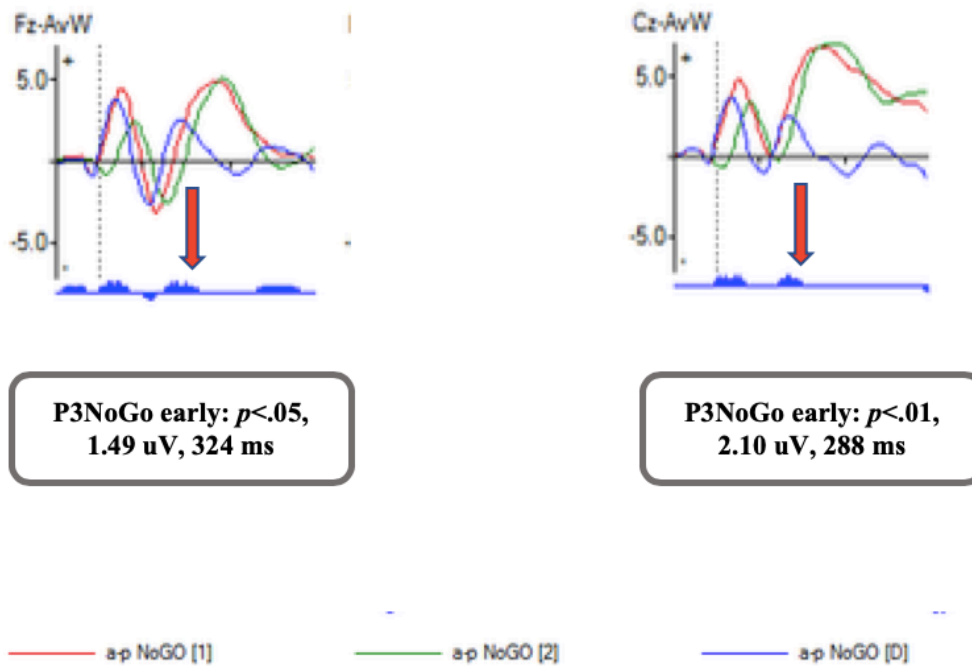 Fz-AvW
Cz-AvW
+
+
5.0
5.0
-5.0
-5.0
-
P3NoGo early: p<.05,
1.49 uV, 324 ms
P3NoGo early: p<.01,
2.10 uV, 288 ms
a-p NoGO [1]
a-p NoGO [2]
a-p NoGO [D]